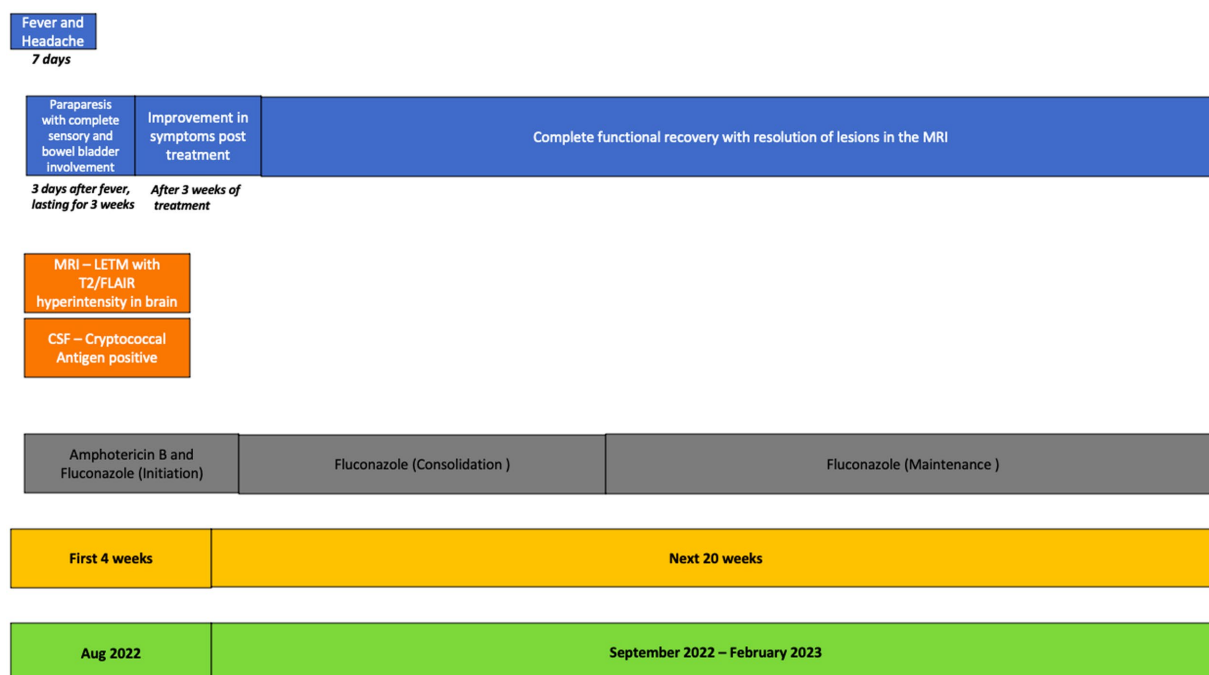 Fever and
Headache
7 days
Paraparesis
with complete
sensory and
bowel bladder
involvement
Improvement in
symptoms post
treatment
Complete functional recovery with resolution of lesions in the MRI
3 days after fever,
lasting for 3 weeks
After 3 weeks of
treatment
MRI – LETM with
T2/FLAIR
hyperintensity in brain
CSF – Cryptococcal
Antigen positive
Amphotericin B and
Fluconazole (Initiation)
Fluconazole (Consolidation )
Fluconazole (Maintenance )
First 4 weeks
Next 20 weeks
Aug 2022
September 2022 – February 2023